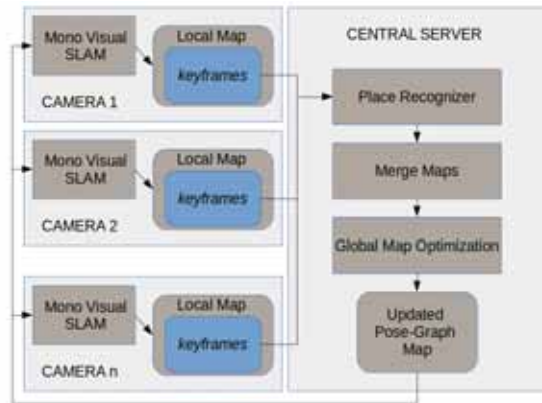 Mono Visual
SLAM
Local Map
keyframes
CAMERA 1
Mono Visual
SLAM
Local Map
keyframes
CAMERA 2
Mono Visual
SLAM
Local Map
keyframes
CAMERA n
CENTRAL SERVER
Place Recognizer
Merge Maps
Global Map Optimization
Updated
Pose-Graph
Map